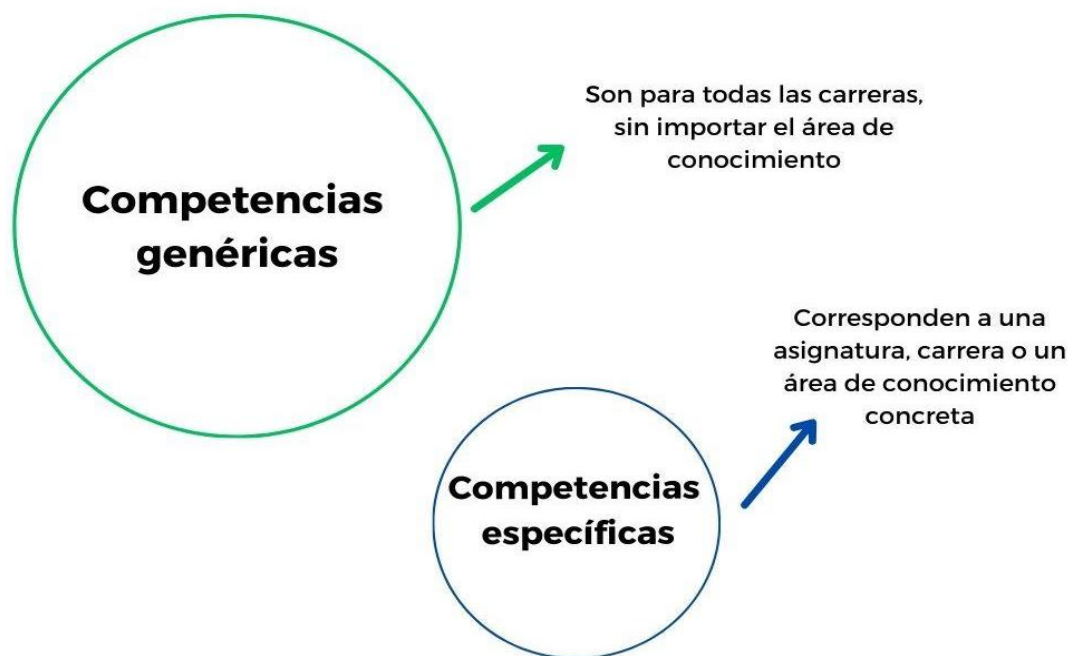 Son para todas las carreras,
sin importar el área de
conocimiento
Competencias
genéricas
Corresponden a una
asignatura, carrera o un
área de conocimiento
concreta
Competencias
específicas